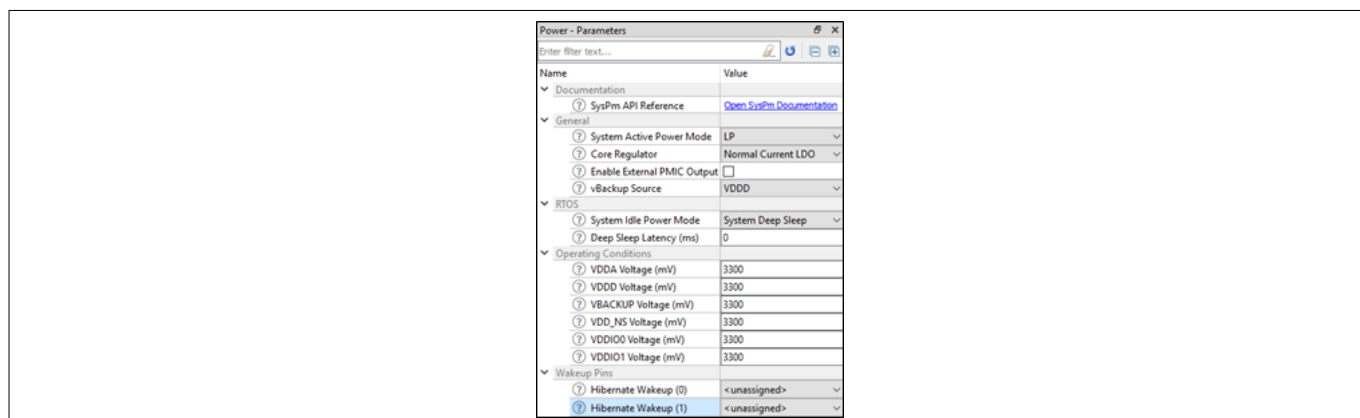 Power - Parameters
Enter filter text...
Name Value
Documentation
SysPm API Reference Open SysPm Documentation
General
System Active Power Mode LP
Core Regulator Normal Current LDO
Enable External PMIC Output
vBackup Source VDDD
RTOS
System Idle Power Mode System Deep Sleep
Deep Sleep Latency (ms) 0
Operating Conditions
VDDA Voltage (mV) 3300
VDDD Voltage (mV) 3300
VBACKUP Voltage (mV) 3300
VDD_NS Voltage (mV) 3300
VDDIO0 Voltage (mV) 3300
VDDIO1 Voltage (mV) 3300
Wakeup Pins
Hibernate Wakeup (0) <unassigned>
Hibernate Wakeup (1) <unassigned>